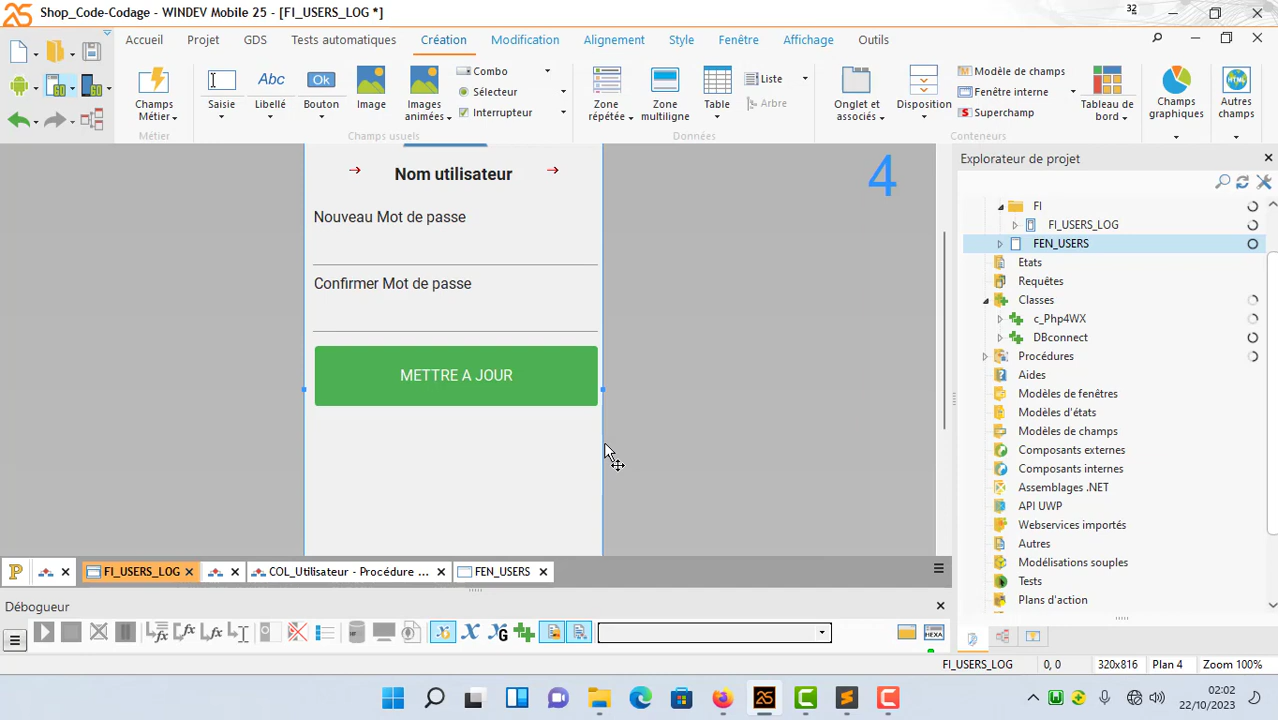 Shop_Code-Codage - WINDEV Mobile 25 - [FI_USERS_LOG *]
32
Accueil Projet GDS Tests automatiques Création Modification Alignement Style Fenêtre Affichage Outils
Champs Métier
Saisie
Abc Libellé
Ok Bouton
Image
Images animées
Combo
Sélecteur
Interrupteur
Zone répétée
Zone multiligne
Table
Liste
Arbre
Onglet et associés
Disposition
Modèle de champs
Fenêtre interne
Superchamp
Tableau de bord
Champs graphiques
Autres champs
Métier Champs usuels Données Conteneurs
4
Nom utilisateur
Nouveau Mot de passe
Confirmer Mot de passe
METTRE A JOUR
Explorateur de projet
FI
FI_USERS_LOG
FEN_USERS
Etats
Requêtes
Classes
c_Php4WX
DBconnect
Procédures
Aides
Modèles de fenêtres
Modèles d'états
Modèles de champs
Composants externes
Composants internes
Assemblages .NET
API UWP
Webservices importés
Autres
Modélisations souples
Tests
Plans d'action
FI_USERS_LOG COL_Utilisateur - Procédure ... FEN_USERS
Débogueur
HEXA
FI_USERS_LOG 0, 0 320x816 Plan 4 Zoom 100%
02:02
22/10/2023